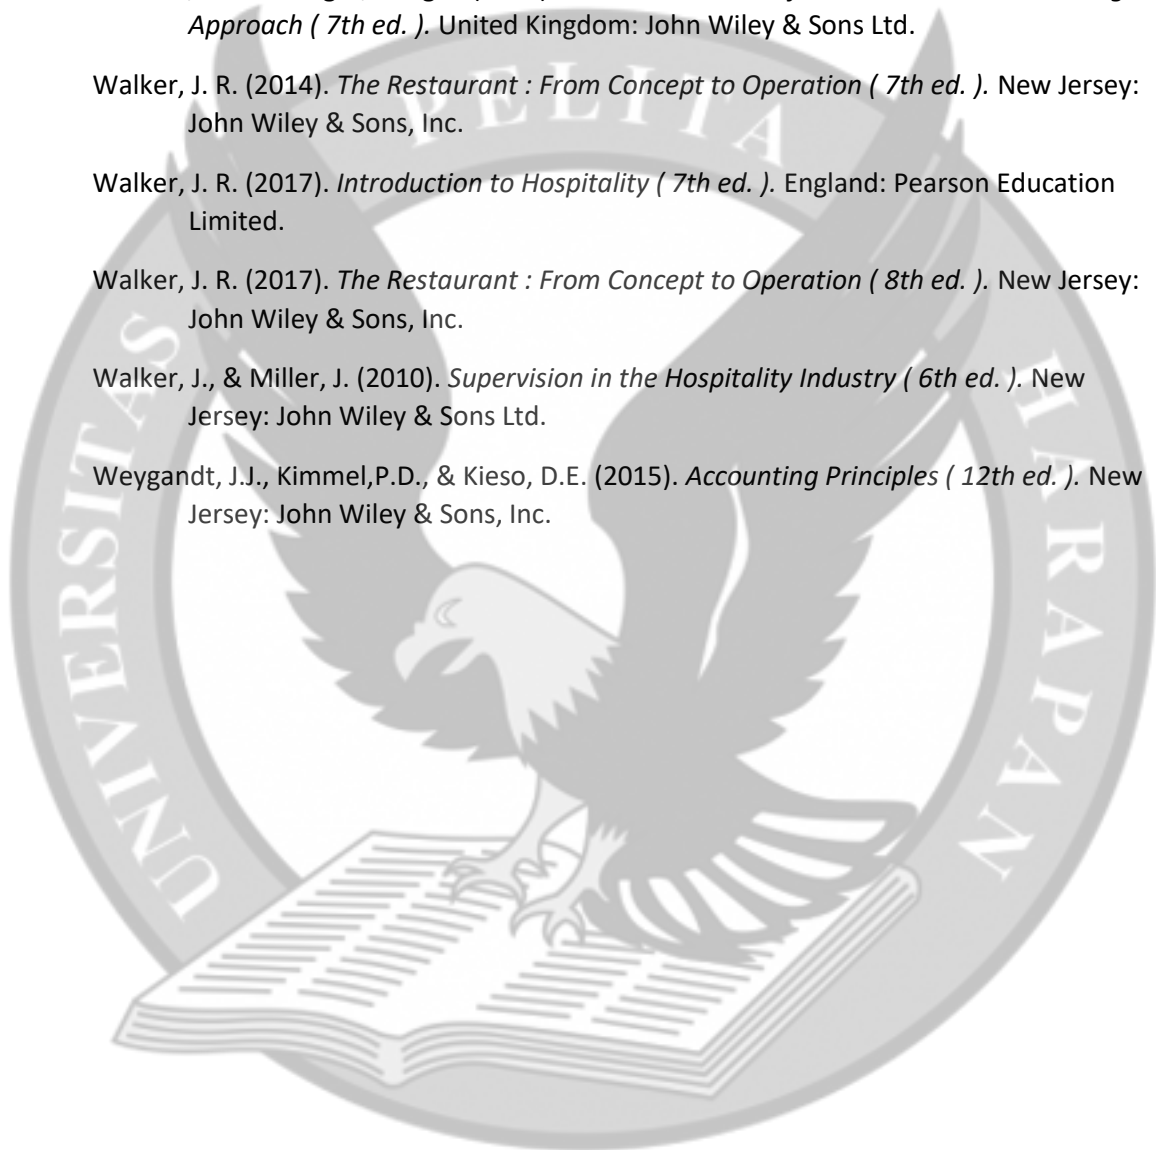 Approach ( 7th ed. ). United Kingdom: John Wiley & Sons Ltd.
Walker, J. R. (2014). The Restaurant : From Concept to Operation ( 7th ed. ). New Jersey:
John Wiley & Sons, Inc.
Walker, J. R. (2017). Introduction to Hospitality ( 7th ed. ). England: Pearson Education
Limited.
Walker, J. R. (2017). The Restaurant : From Concept to Operation ( 8th ed. ). New Jersey:
John Wiley & Sons, Inc.
Walker, J., & Miller, J. (2010). Supervision in the Hospitality Industry ( 6th ed. ). New
Jersey: John Wiley & Sons Ltd.
Weygandt, J.J., Kimmel,P.D., & Kieso, D.E. (2015). Accounting Principles ( 12th ed. ). New
Jersey: John Wiley & Sons, Inc.
UNIVERSITAS PELITA HARAPAN